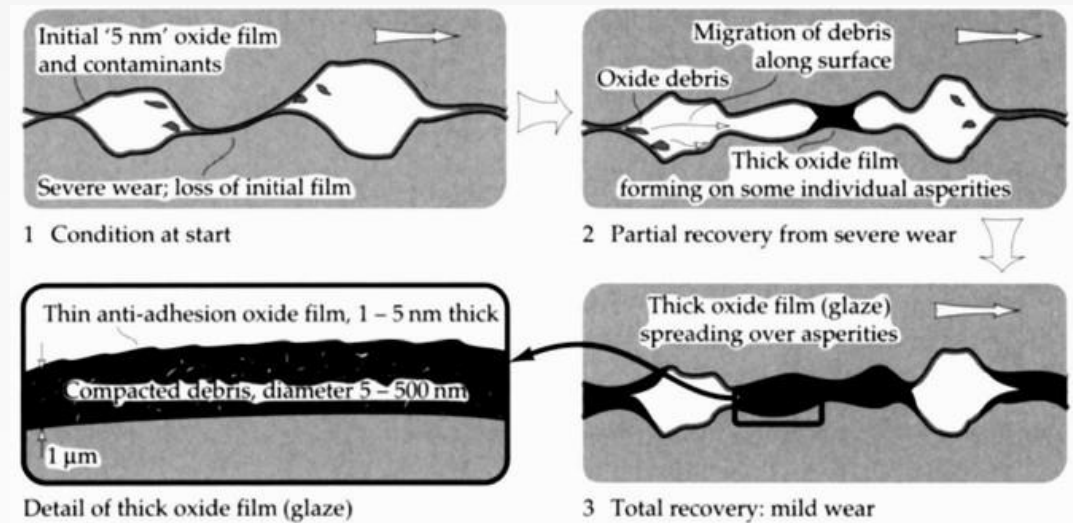 Initial '5 nm' oxide film
and contaminants
Severe wear; loss of initial film
1 Condition at start
Migration of debris
along surface
Oxide debris
Thick oxide film
forming on some individual asperities
2 Partial recovery from severe wear
Thick oxide film (glaze)
spreading over asperities
3 Total recovery: mild wear
Thin anti-adhesion oxide film, 1 – 5 nm thick
Compacted debris, diameter 5 – 500 nm
1 μm
Detail of thick oxide film (glaze)